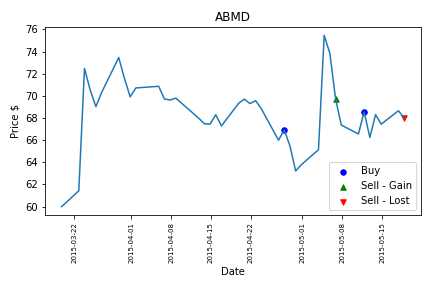 ABMD
Price $
76
74
72
70
68
66
64
62
60
Buy
Sell - Gain
Sell - Lost
2015-03-22
2015-04-01
2015-04-08
2015-04-15
2015-04-22
2015-05-01
2015-05-08
2015-05-15
Date